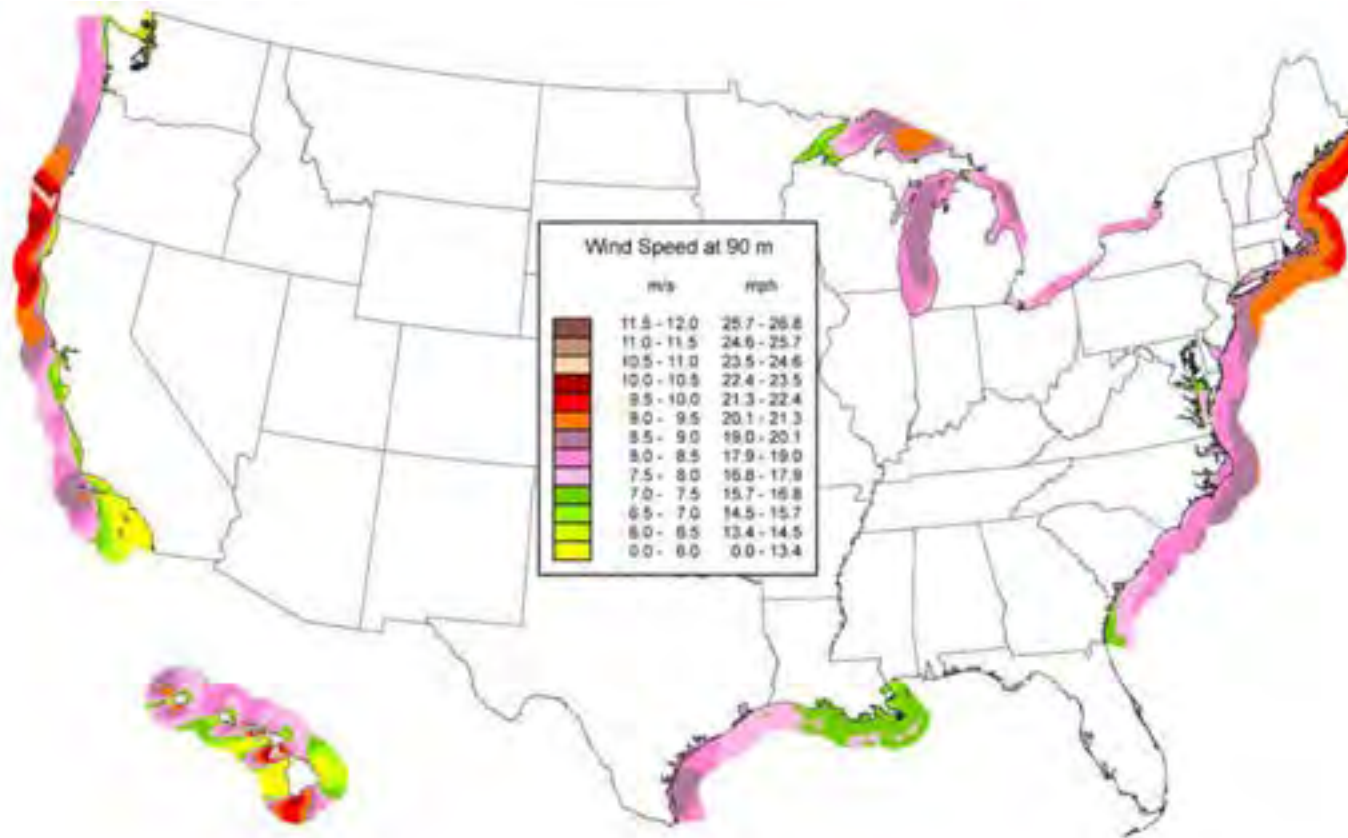 Wind Speed at 90 m
m/s mph
11.5 - 12.0 25.7 - 26.8
11.0 - 11.5 24.6 - 25.7
10.5 - 11.0 23.5 - 24.6
10.0 - 10.5 22.4 - 23.5
9.5 - 10.0 21.3 - 22.4
9.0 - 9.5 20.1 - 21.3
8.5 - 9.0 19.0 - 20.1
8.0 - 8.5 17.9 - 19.0
7.5 - 8.0 16.8 - 17.9
7.0 - 7.5 15.7 - 16.8
6.5 - 7.0 14.5 - 15.7
6.0 - 6.5 13.4 - 14.5
0.0 - 6.0 0.0 - 13.4